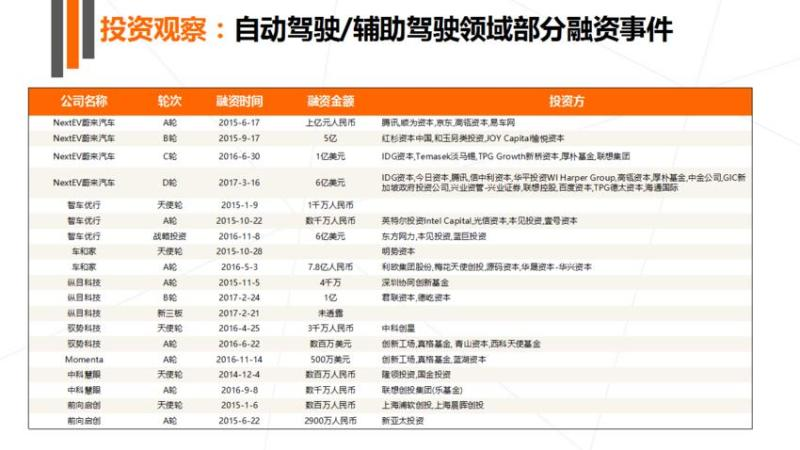 投资观察：自动驾驶/辅助驾驶领域部分融资事件
公司名称 轮次 融资时间 融资金额 投资方
NextEV蔚来汽车 A轮 2015-6-17 上亿元人民币 腾讯,顺为资本,京东,高瓴资本,易车网
NextEV蔚来汽车 B轮 2015-9-17 5亿 红杉资本中国,和玉另类投资,JOY Capital愉悦资本
NextEV蔚来汽车 C轮 2016-6-30 1亿美元 IDG资本,Temasek淡马锡,TPG Growth新桥资本,厚朴基金,联想集团
NextEV蔚来汽车 D轮 2017-3-16 6亿美元 IDG资本,今日资本,腾讯,信中利资本,华平投资WI Harper Group,高瓴资本,厚朴基金,中金公司,GIC新
加坡政府投资公司,兴业资管-兴业证券,联想控股,百度资本,TPG德太资本,海通国际
智车优行 天使轮 2015-1-9 1千万人民币
智车优行 A轮 2015-10-22 数千万人民币 英特尔投资Intel Capital,光信资本,本见投资,壹号资本
智车优行 战略投资 2016-11-8 6亿美元 东方网力,本见投资,蓝巨投资
车和家 天使轮 2015-10-28 明势资本
车和家 A轮 2016-5-3 7.8亿人民币 利欧集团股份,梅花天使创投,源码资本,华晟资本-华兴资本
纵目科技 A轮 2015-11-5 4千万 深圳协同创新基金
纵目科技 B轮 2017-2-24 1亿 君联资本,德屹资本
纵目科技 新三板 2017-2-21 未透露
驭势科技 天使轮 2016-4-25 3千万人民币 中科创星
驭势科技 A轮 2016-6-22 数百万美元 创新工场,真格基金, 青山资本,西科天使基金
Momenta A轮 2016-11-14 500万美元 创新工场,真格基金,蓝湖资本
中科慧眼 天使轮 2014-12-4 数百万人民币 隆领投资,国金投资
中科慧眼 A轮 2016-9-8 数千万人民币 联想创投集团(乐基金)
前向启创 天使轮 2015-1-6 数百万人民币 上海浦软创投,上海晨晖创投
前向启创 A轮 2015-6-22 2900万人民币 新亚太投资